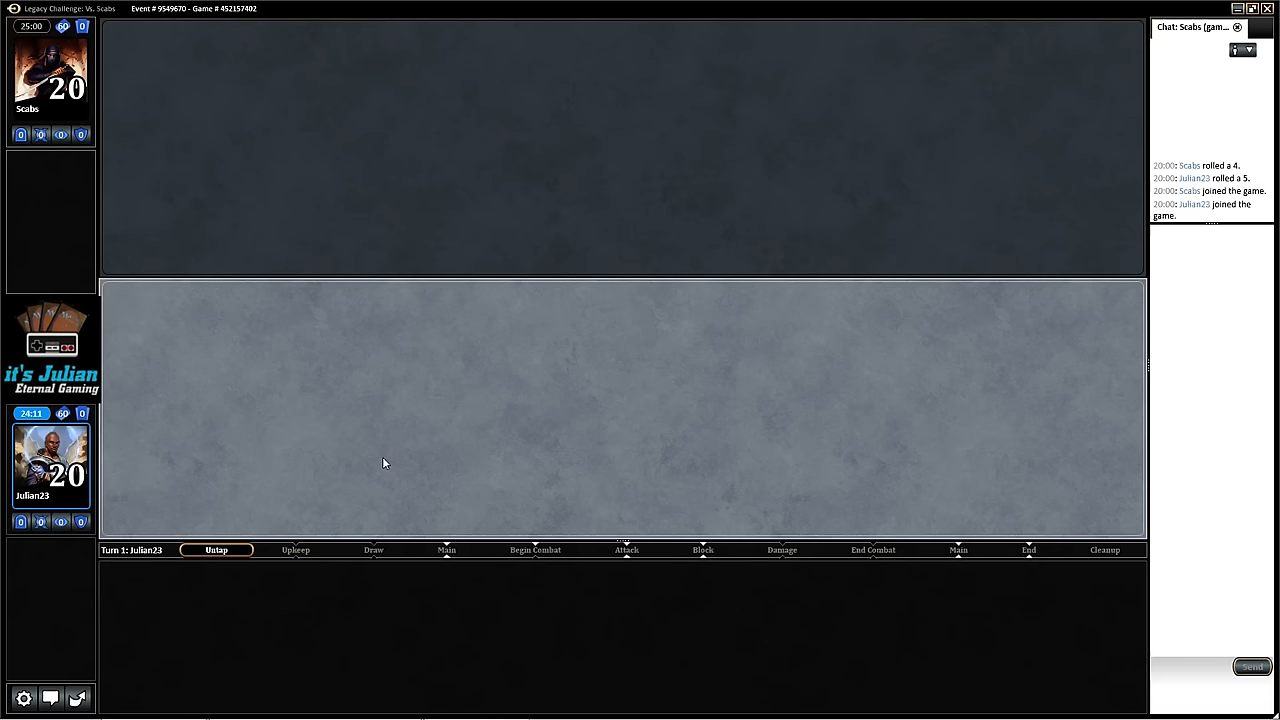 Legacy Challenge: Vs. Scabs
Event # 9549670 - Game # 452157402
25:00
60
0
20
Scabs
0 0 0 0
Chat: Scabs (gam...
20:00: Scabs rolled a 4.
20:00: Julian23 rolled a 5.
20:00: Scabs joined the game.
20:00: Julian23 joined the
game.
it's Julian
Eternal Gaming
24:11
60
0
20
Julian23
0 0 0 0
Turn 1: Julian23
Untap
Upkeep
Draw
Main
Begin Combat
Attack
Block
Damage
End Combat
Main
End
Cleanup
Send